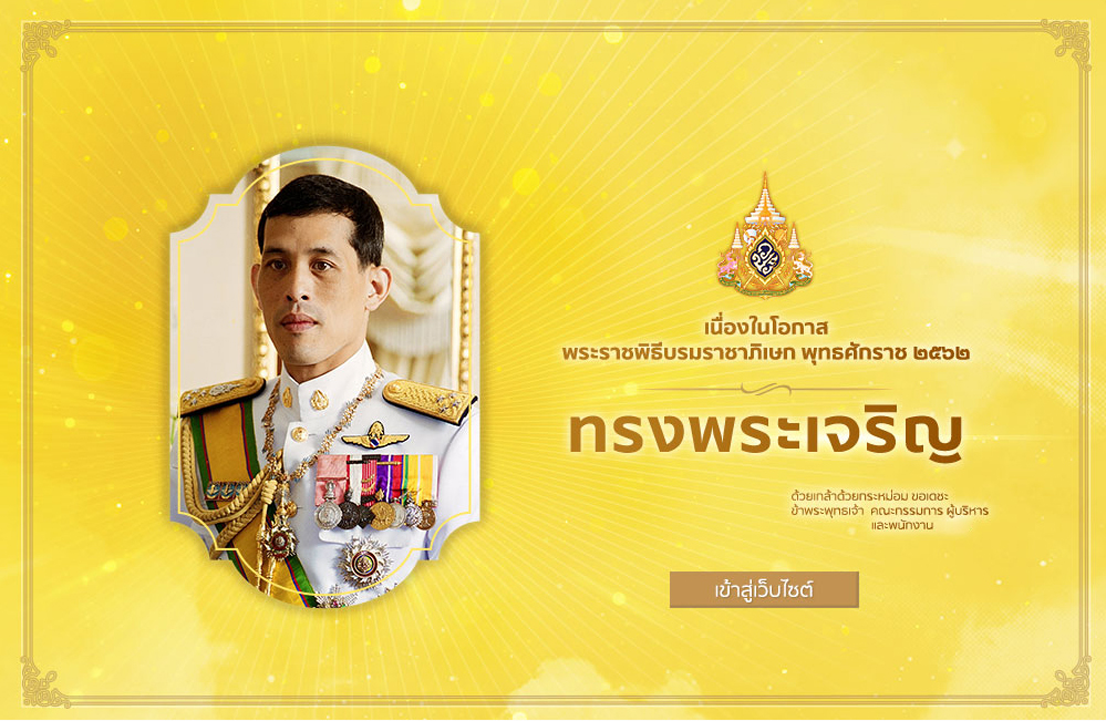 เนื่องในโอกาส
พระราชพิธีบรมราชาภิเษก พุทธศักราช ๒๕๖๒
ทรงพระเจริญ
ด้วยเกล้าด้วยกระหม่อม ขอเดชะ
ข้าพระพุทธเจ้า คณะกรรมการ ผู้บริหาร
และพนักงาน
เข้าสู่เว็บไซต์